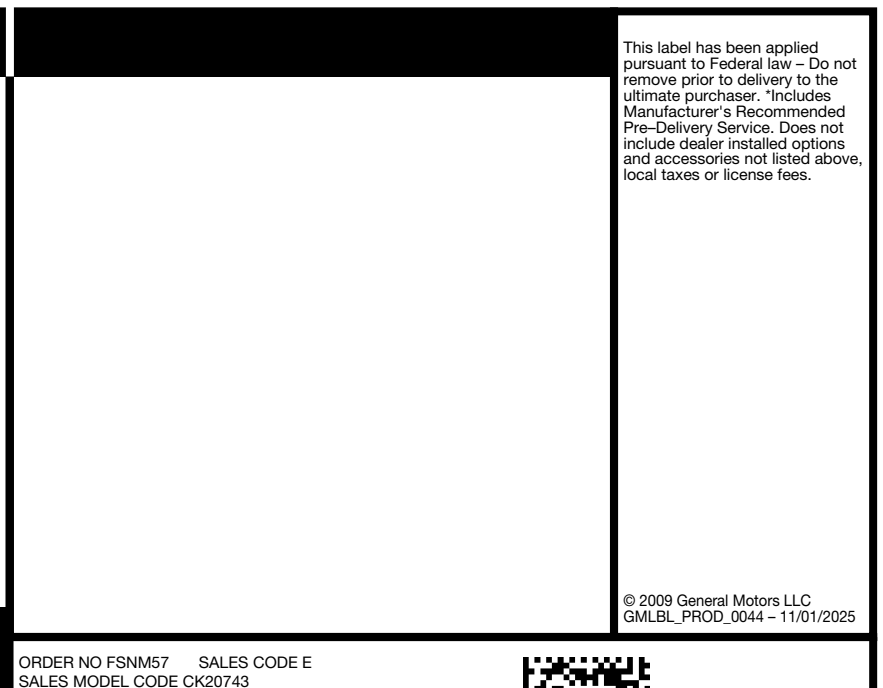 This label has been applied
pursuant to Federal law – Do not
remove prior to delivery to the
ultimate purchaser. *Includes
Manufacturer's Recommended
Pre–Delivery Service. Does not
include dealer installed options
and accessories not listed above,
local taxes or license fees.
© 2009 General Motors LLC
GMLBL_PROD_0044 – 11/01/2025
ORDER NO FSNM57 SALES CODE E
SALES MODEL CODE CK20743